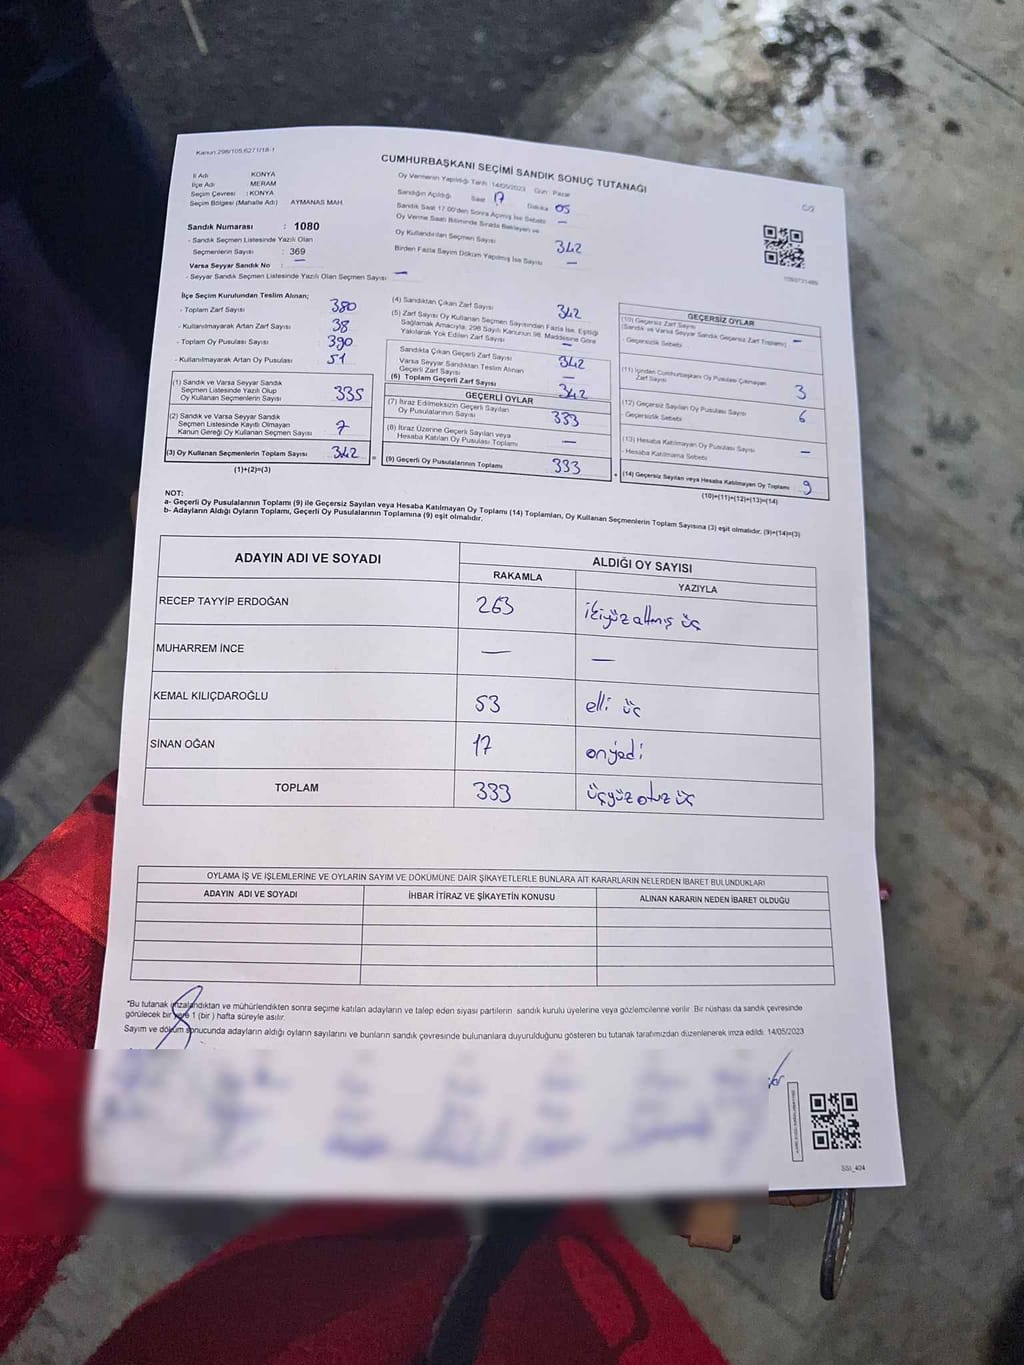 Kanun 298/105,6271/18-1
CUMHURBAŞKANI SEÇİMİ SANDIK SONUÇ TUTANAĞI
C/2
İl Adı KONYA
İlçe Adı MERAM
Seçim Çevresi : KONYA
Seçim Bölgesi (Mahalle Adı) AYMANAS MAH.
Oy Vermenin Yapıldığı Tarih : 14/05/2023 Gün : Pazar
Sandığın Açıldığı Saat 17 Dakika 05
Sandık Saat 17.00'den Sonra Açılmış İse Sebebi —
Oy Verme Saati Bitiminde Sırada Bekleyen ve
Oy Kullandırılan Seçmen Sayısı 342
Birden Fazla Sayım Döküm Yapılmış İse Sayısı —
Sandık Numarası : 1080
- Sandık Seçmen Listesinde Yazılı Olan
Seçmenlerin Sayısı : 369
Varsa Seyyar Sandık No : —
- Seyyar Sandık Seçmen Listesinde Yazılı Olan Seçmen Sayısı : —
İlçe Seçim Kurulundan Teslim Alınan;
- Toplam Zarf Sayısı 380
- Kullanılmayarak Artan Zarf Sayısı 38
- Toplam Oy Pusulası Sayısı 390
- Kullanılmayarak Artan Oy Pusulası 51
(1) Sandık ve Varsa Seyyar Sandık
Seçmen Listesinde Yazılı Olup
Oy Kullanan Seçmenlerin Sayısı 335
(2) Sandık ve Varsa Seyyar Sandık
Seçmen Listesinde Kayıtlı Olmayan
Kanun Gereği Oy Kullanan Seçmen Sayısı 7
(3) Oy Kullanan Seçmenlerin Toplam Sayısı 342
(1)+(2)=(3)
(4) Sandıktan Çıkan Zarf Sayısı 342
(5) Zarf Sayısı Oy Kullanan Seçmen Sayısından Fazla İse, Eşitliği
Sağlamak Amacıyla, 298 Sayılı Kanunun 98. Maddesine Göre
Yakılarak Yok Edilen Zarf Sayısı —
Sandıkta Çıkan Geçerli Zarf Sayısı 342
Varsa Seyyar Sandıktan Teslim Alınan
Geçerli Zarf Sayısı —
(6) Toplam Geçerli Zarf Sayısı 342
GEÇERLİ OYLAR
(7) İtiraz Edilmeksizin Geçerli Sayılan
Oy Pusulalarının Sayısı 333
(8) İtiraz Üzerine Geçerli Sayılan veya
Hesaba Katılan Oy Pusulası Toplamı —
= (9) Geçerli Oy Pusulalarının Toplamı 333
GEÇERSİZ OYLAR
(10) Geçersiz Zarf Sayısı
(Sandık ve Varsa Seyyar Sandık Geçersiz Zarf Toplamı) —
- Geçersizlik Sebebi
(11) İçinden Cumhurbaşkanı Oy Pusulası Çıkmayan
Zarf Sayısı 3
(12) Geçersiz Sayılan Oy Pusulası Sayısı 6
- Geçersizlik Sebebi
(13) Hesaba Katılmayan Oy Pusulası Sayısı —
- Hesaba Katılmama Sebebi
+ (14) Geçersiz Sayılan veya Hesaba Katılmayan Oy Toplamı 9
(10)+(11)+(12)+(13)=(14)
NOT:
a- Geçerli Oy Pusulalarının Toplamı (9) ile Geçersiz Sayılan veya Hesaba Katılmayan Oy Toplamı (14) Toplamları, Oy Kullanan Seçmenlerin Toplam Sayısına (3) eşit olmalıdır. (9)+(14)=(3)
b- Adayların Aldığı Oyların Toplamı, Geçerli Oy Pusulalarının Toplamına (9) eşit olmalıdır.
ADAYIN ADI VE SOYADI ALDIĞI OY SAYISI
RAKAMLA YAZIYLA
RECEP TAYYİP ERDOĞAN 263 ikiyüz altmış üç
MUHARREM İNCE — —
KEMAL KILIÇDAROĞLU 53 elli üç
SİNAN OĞAN 17 onyedi
TOPLAM 333 üçyüz otuz üç
OYLAMA İŞ VE İŞLEMLERİNE VE OYLARIN SAYIM VE DÖKÜMÜNE DAİR ŞİKAYETLERLE BUNLARA AİT KARARLARIN NELERDEN İBARET BULUNDUKLARI
ADAYIN ADI VE SOYADI İHBAR İTİRAZ VE ŞİKAYETİN KONUSU ALINAN KARARIN NEDEN İBARET OLDUĞU
*Bu tutanak imzalandıktan ve mühürlendikten sonra seçime katılan adayların ve talep eden siyasi partilerin sandık kurulu üyelerine veya gözlemcilerine verilir. Bir nüshası da sandık çevresinde
görülecek bir yere 1 (bir) hafta süreyle asılır.
Sayım ve döküm sonucunda adayların aldığı oyların sayılarını ve bunların sandık çevresinde bulunanlara duyurulduğunu gösteren bu tutanak tarafımızdan düzenlenerek imza edildi. 14/05/2023
SSI_404